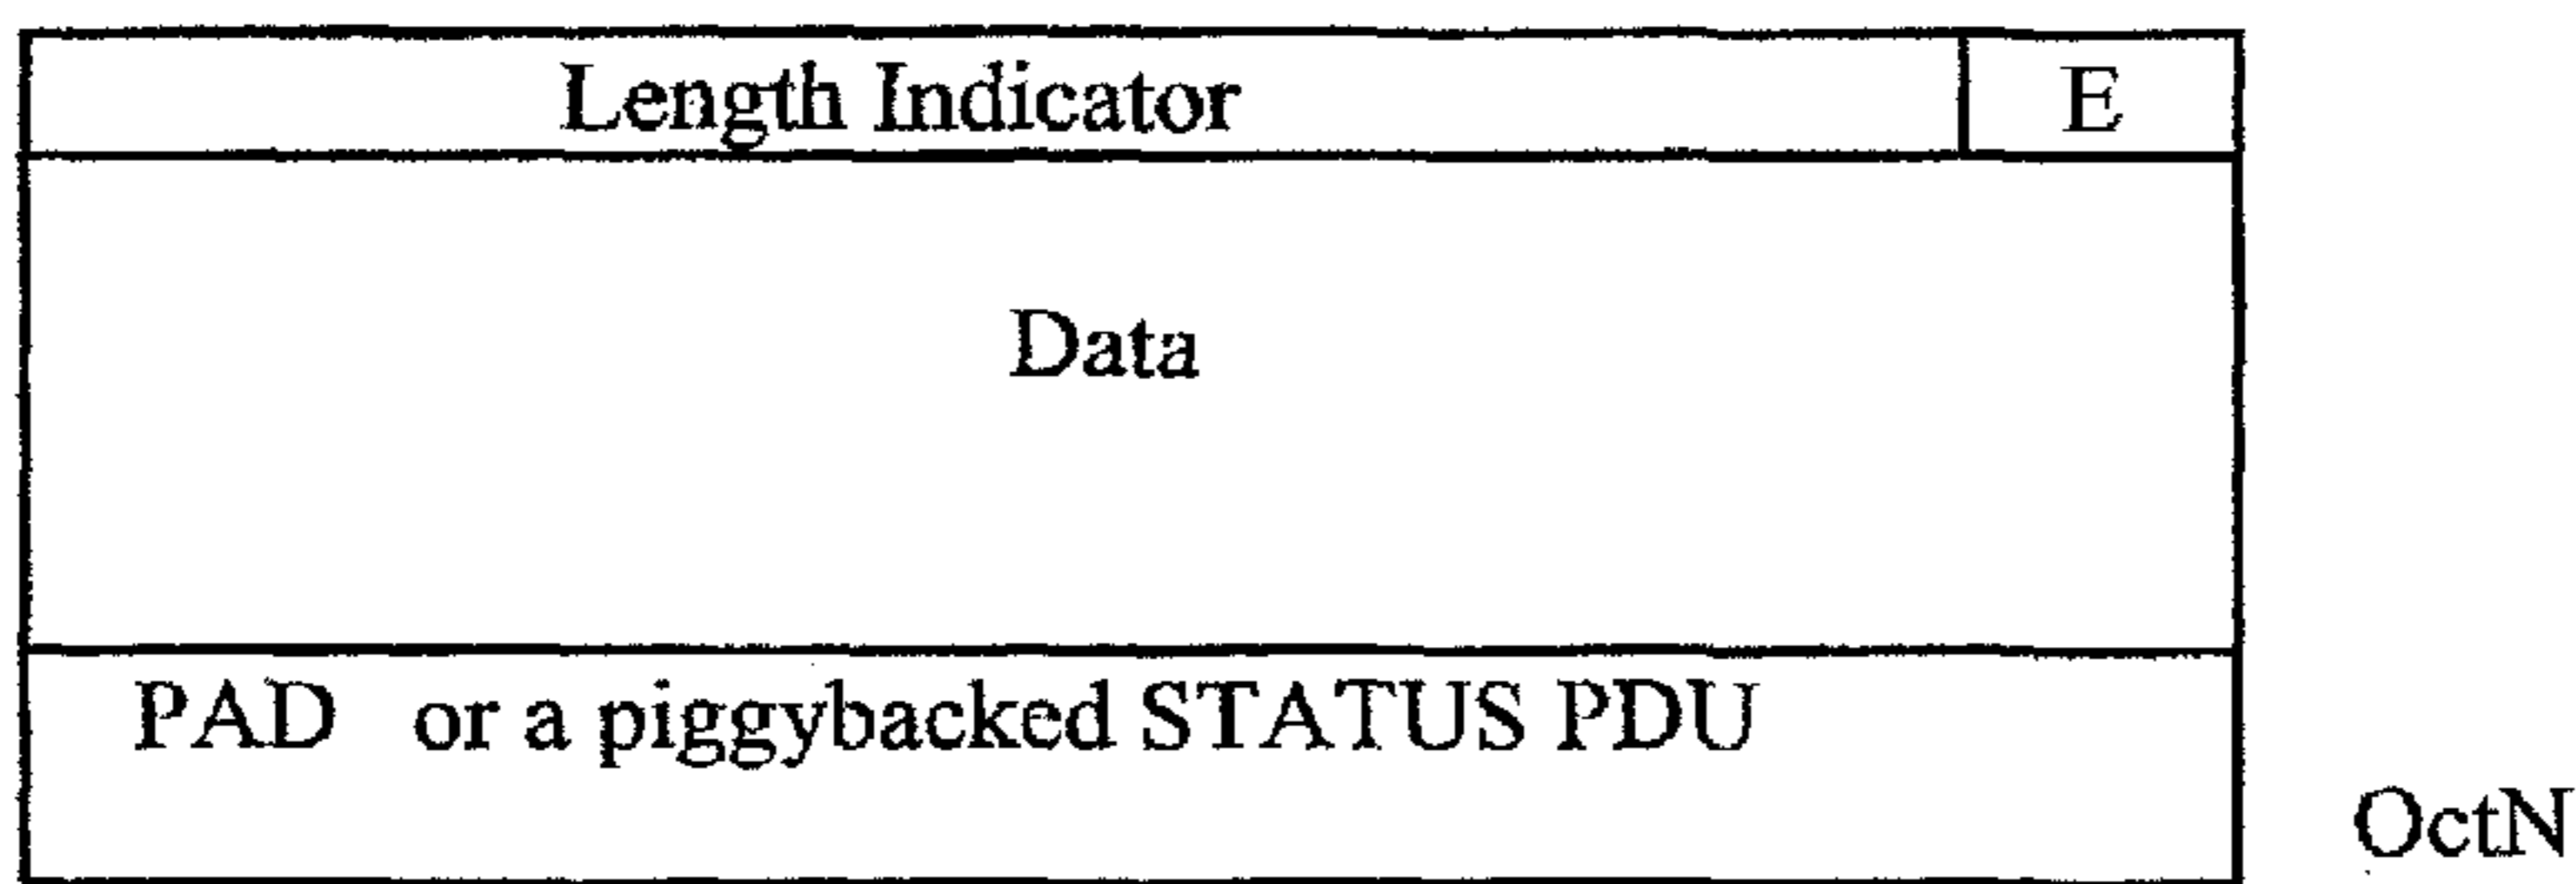 Length Indicator E
Data
PAD or a piggybacked STATUS PDU
OctN